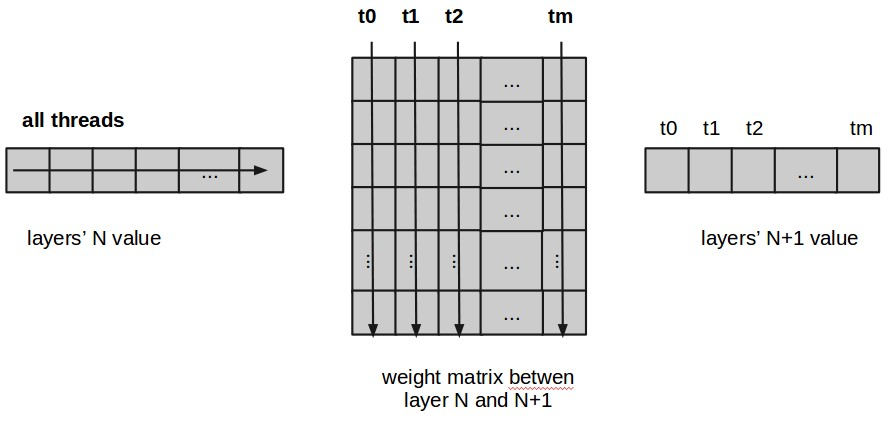 t0 t1 t2 tm
all threads
t0 t1 t2 tm
...
...
...
...
...
...
...
...
layers’ N value
layers’ N+1 value
⋮ ⋮ ⋮ ... ⋮
...
weight matrix betwen
layer N and N+1